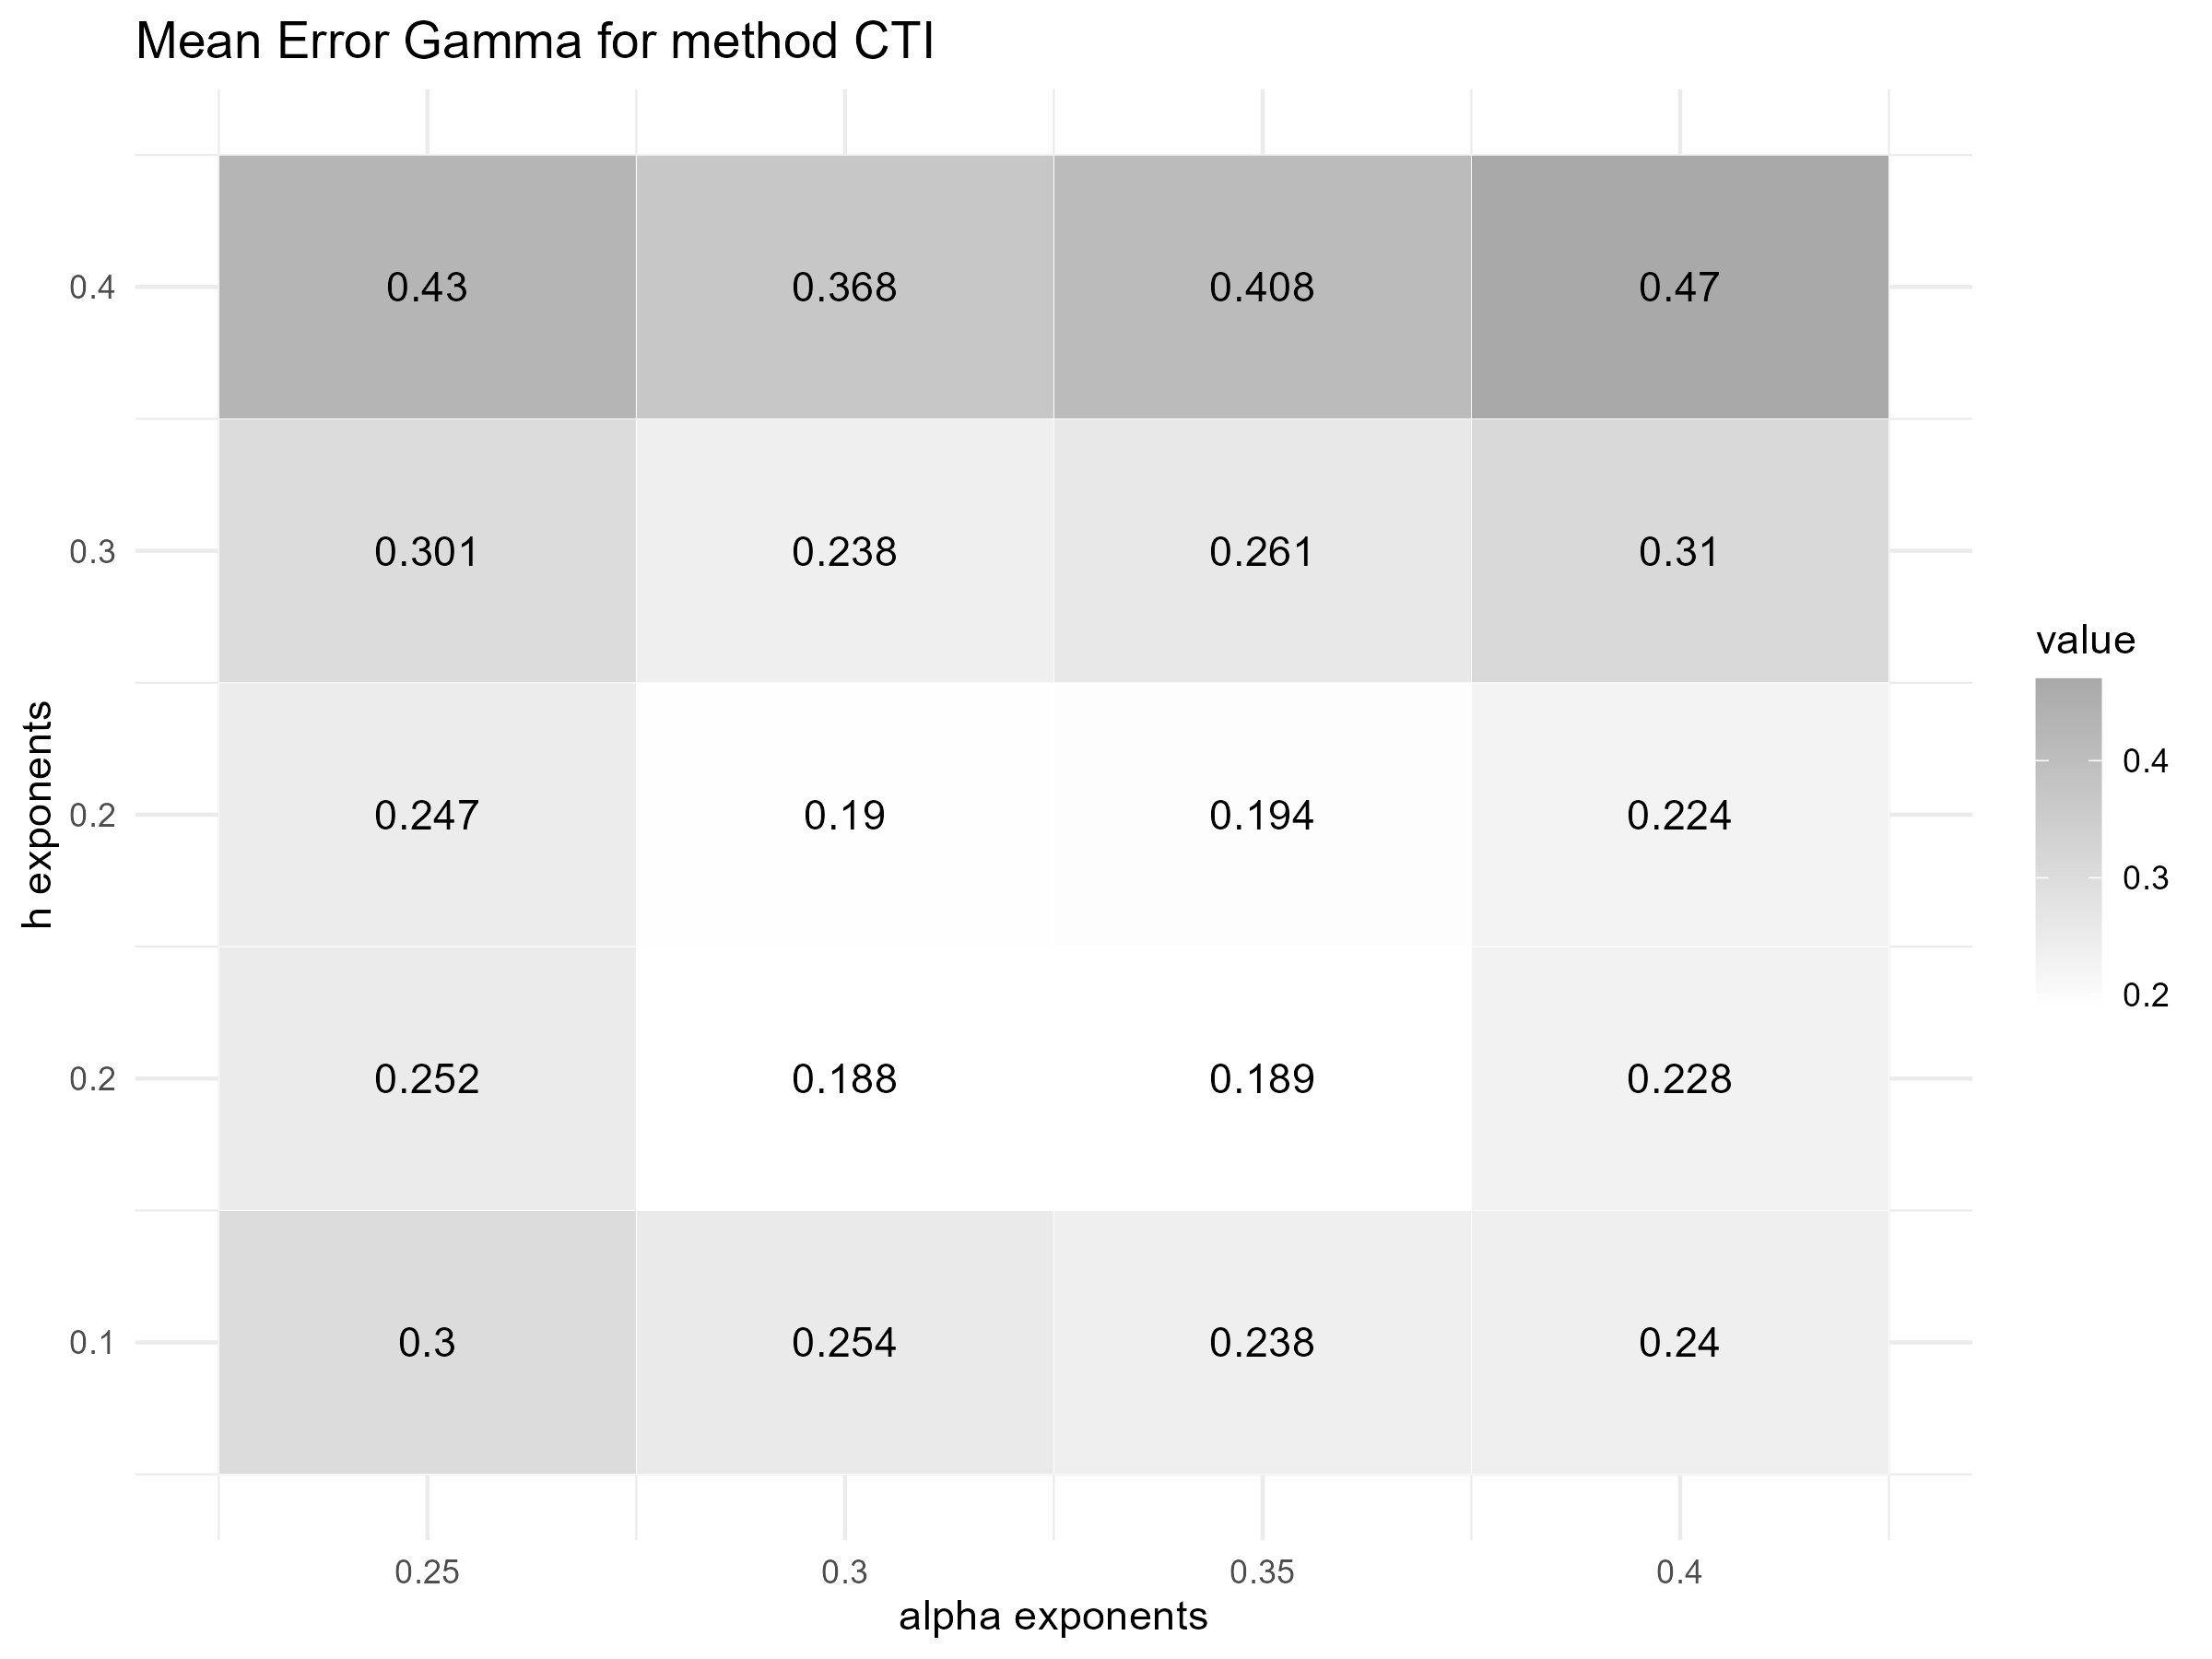 Mean Error Gamma for method CTI
0.4 0.43 0.368 0.408 0.47
0.3 0.301 0.238 0.261 0.31
value
0.4
0.3
0.2
h exponents
0.2 0.247 0.19 0.194 0.224
0.2 0.252 0.188 0.189 0.228
0.1 0.3 0.254 0.238 0.24
0.25 0.3 0.35 0.4
alpha exponents